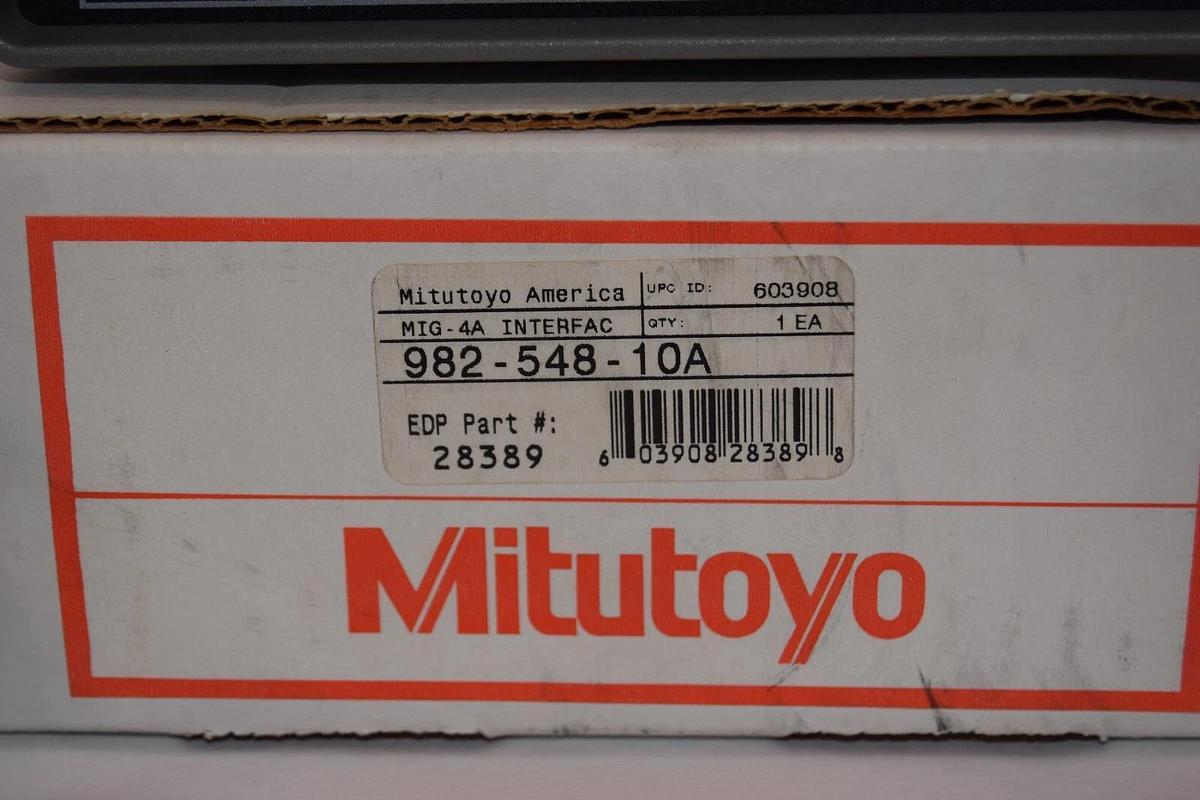 Mitutoyo America UPC ID: 603908
MIG-4A INTERFAC QTY: 1 EA
982-548-10A
EDP Part #:
28389
6 03908 28389 8
Mitutoyo